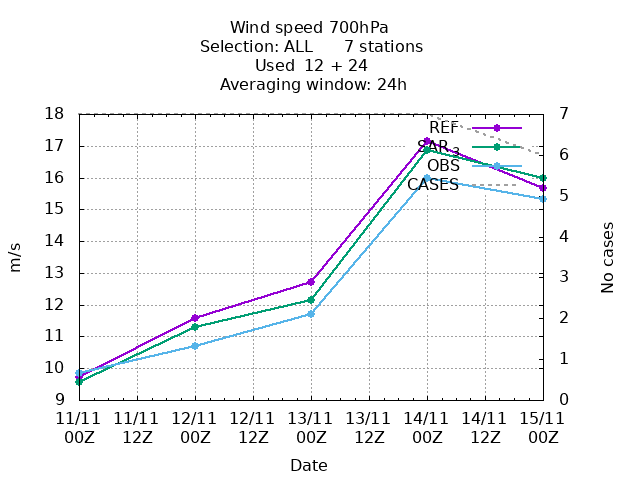 Wind speed 700hPa
Selection: ALL 7 stations
Used 12 + 24
Averaging window: 24h
18
17
16
15
14
13
12
11
10
9
7
6
5
4
3
2
1
0
REF
SAR 3
OBS
CASES
m/s
No cases
11/11 11/11 12/11 12/11 13/11 13/11 14/11 14/11 15/11
00Z 12Z 00Z 12Z 00Z 12Z 00Z 12Z 00Z
Date